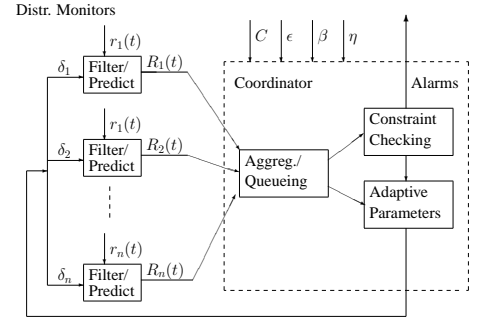 Distr. Monitors
r₁(t)
C ϵ β η
δ₁
Filter/
Predict
R₁(t)
Coordinator
Alarms
r₁(t)
Constraint
Checking
δ₂
Filter/
Predict
R₂(t)
Aggreg./
Queueing
Adaptive
Parameters
rₙ(t)
δₙ
Filter/
Predict
Rₙ(t)